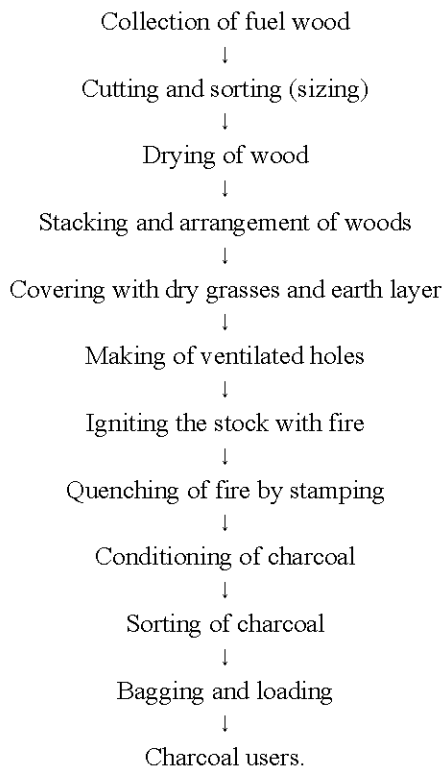 Collection of fuel wood
↓
Cutting and sorting (sizing)
↓
Drying of wood
↓
Stacking and arrangement of woods
↓
Covering with dry grasses and earth layer
↓
Making of ventilated holes
↓
Igniting the stock with fire
↓
Quenching of fire by stamping
↓
Conditioning of charcoal
↓
Sorting of charcoal
↓
Bagging and loading
↓
Charcoal users.